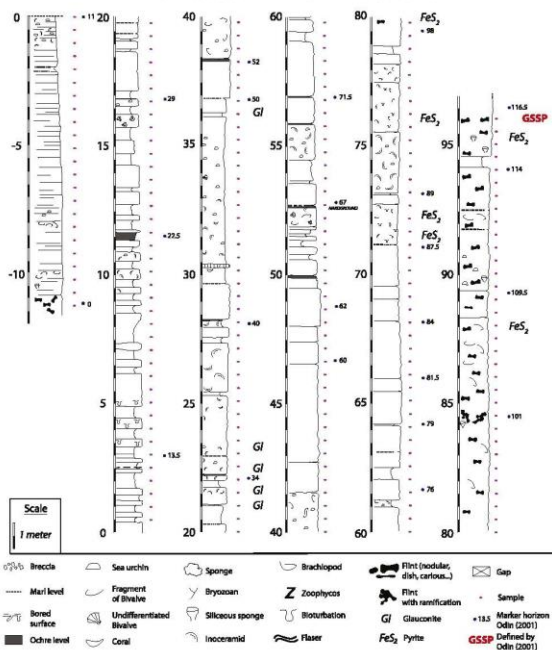 0
11
-5
-10
0
20
29
15
27.5
10
5
13.5
0
40
52
50
Gl
35
30
40
25
Gl
Gl
34
Gl
20
Gl
60
71.5
55
67
HARDGROUND
50
62
60
45
40
80
FeS₂
98
75
FeS₂
89
FeS₂
FeS₂
87.5
70
84
81.5
65
79
76
60
116.5
GSSP
95
FeS₂
114
90
109.5
FeS₂
101
85
80
Scale
1 meter
Breccia
Sea urchin
Sponge
Brachiopod
Flint (nodular, dish, carious...)
Gap
Marl level
Fragment of Bivalve
Bryozoan
Z Zoophycos
Flint with ramification
Sample
Bored surface
Undifferentiated Bivalve
Siliceous sponge
Bioturbation
Gl Glauconite
13.5 Marker horizon Odin (2001)
Ochre level
Coral
Inoceramid
Flaser
FeS₂ Pyrite
GSSP Defined by Odin (2001)